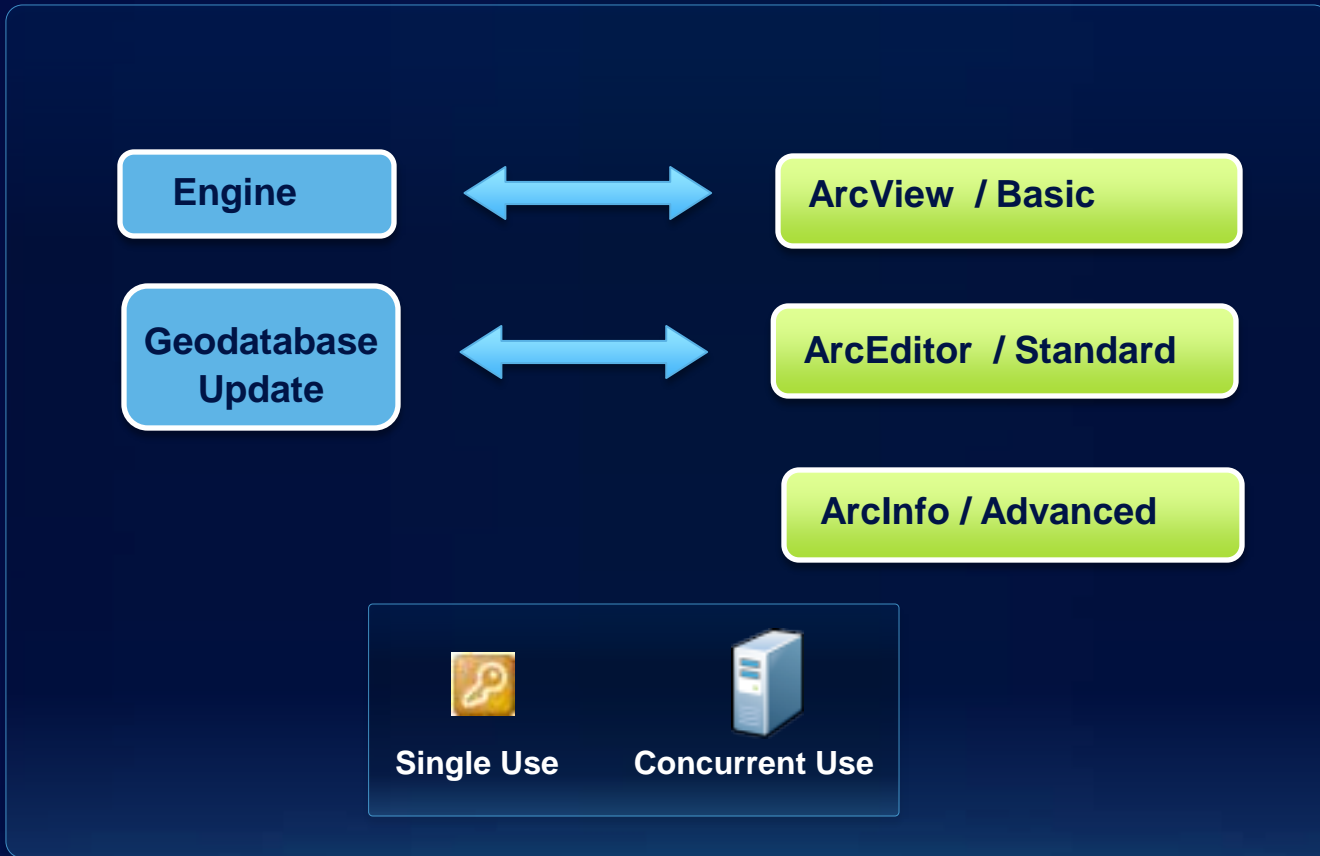 Engine
ArcView / Basic
Geodatabase
Update
ArcEditor / Standard
ArcInfo / Advanced
Single Use
Concurrent Use